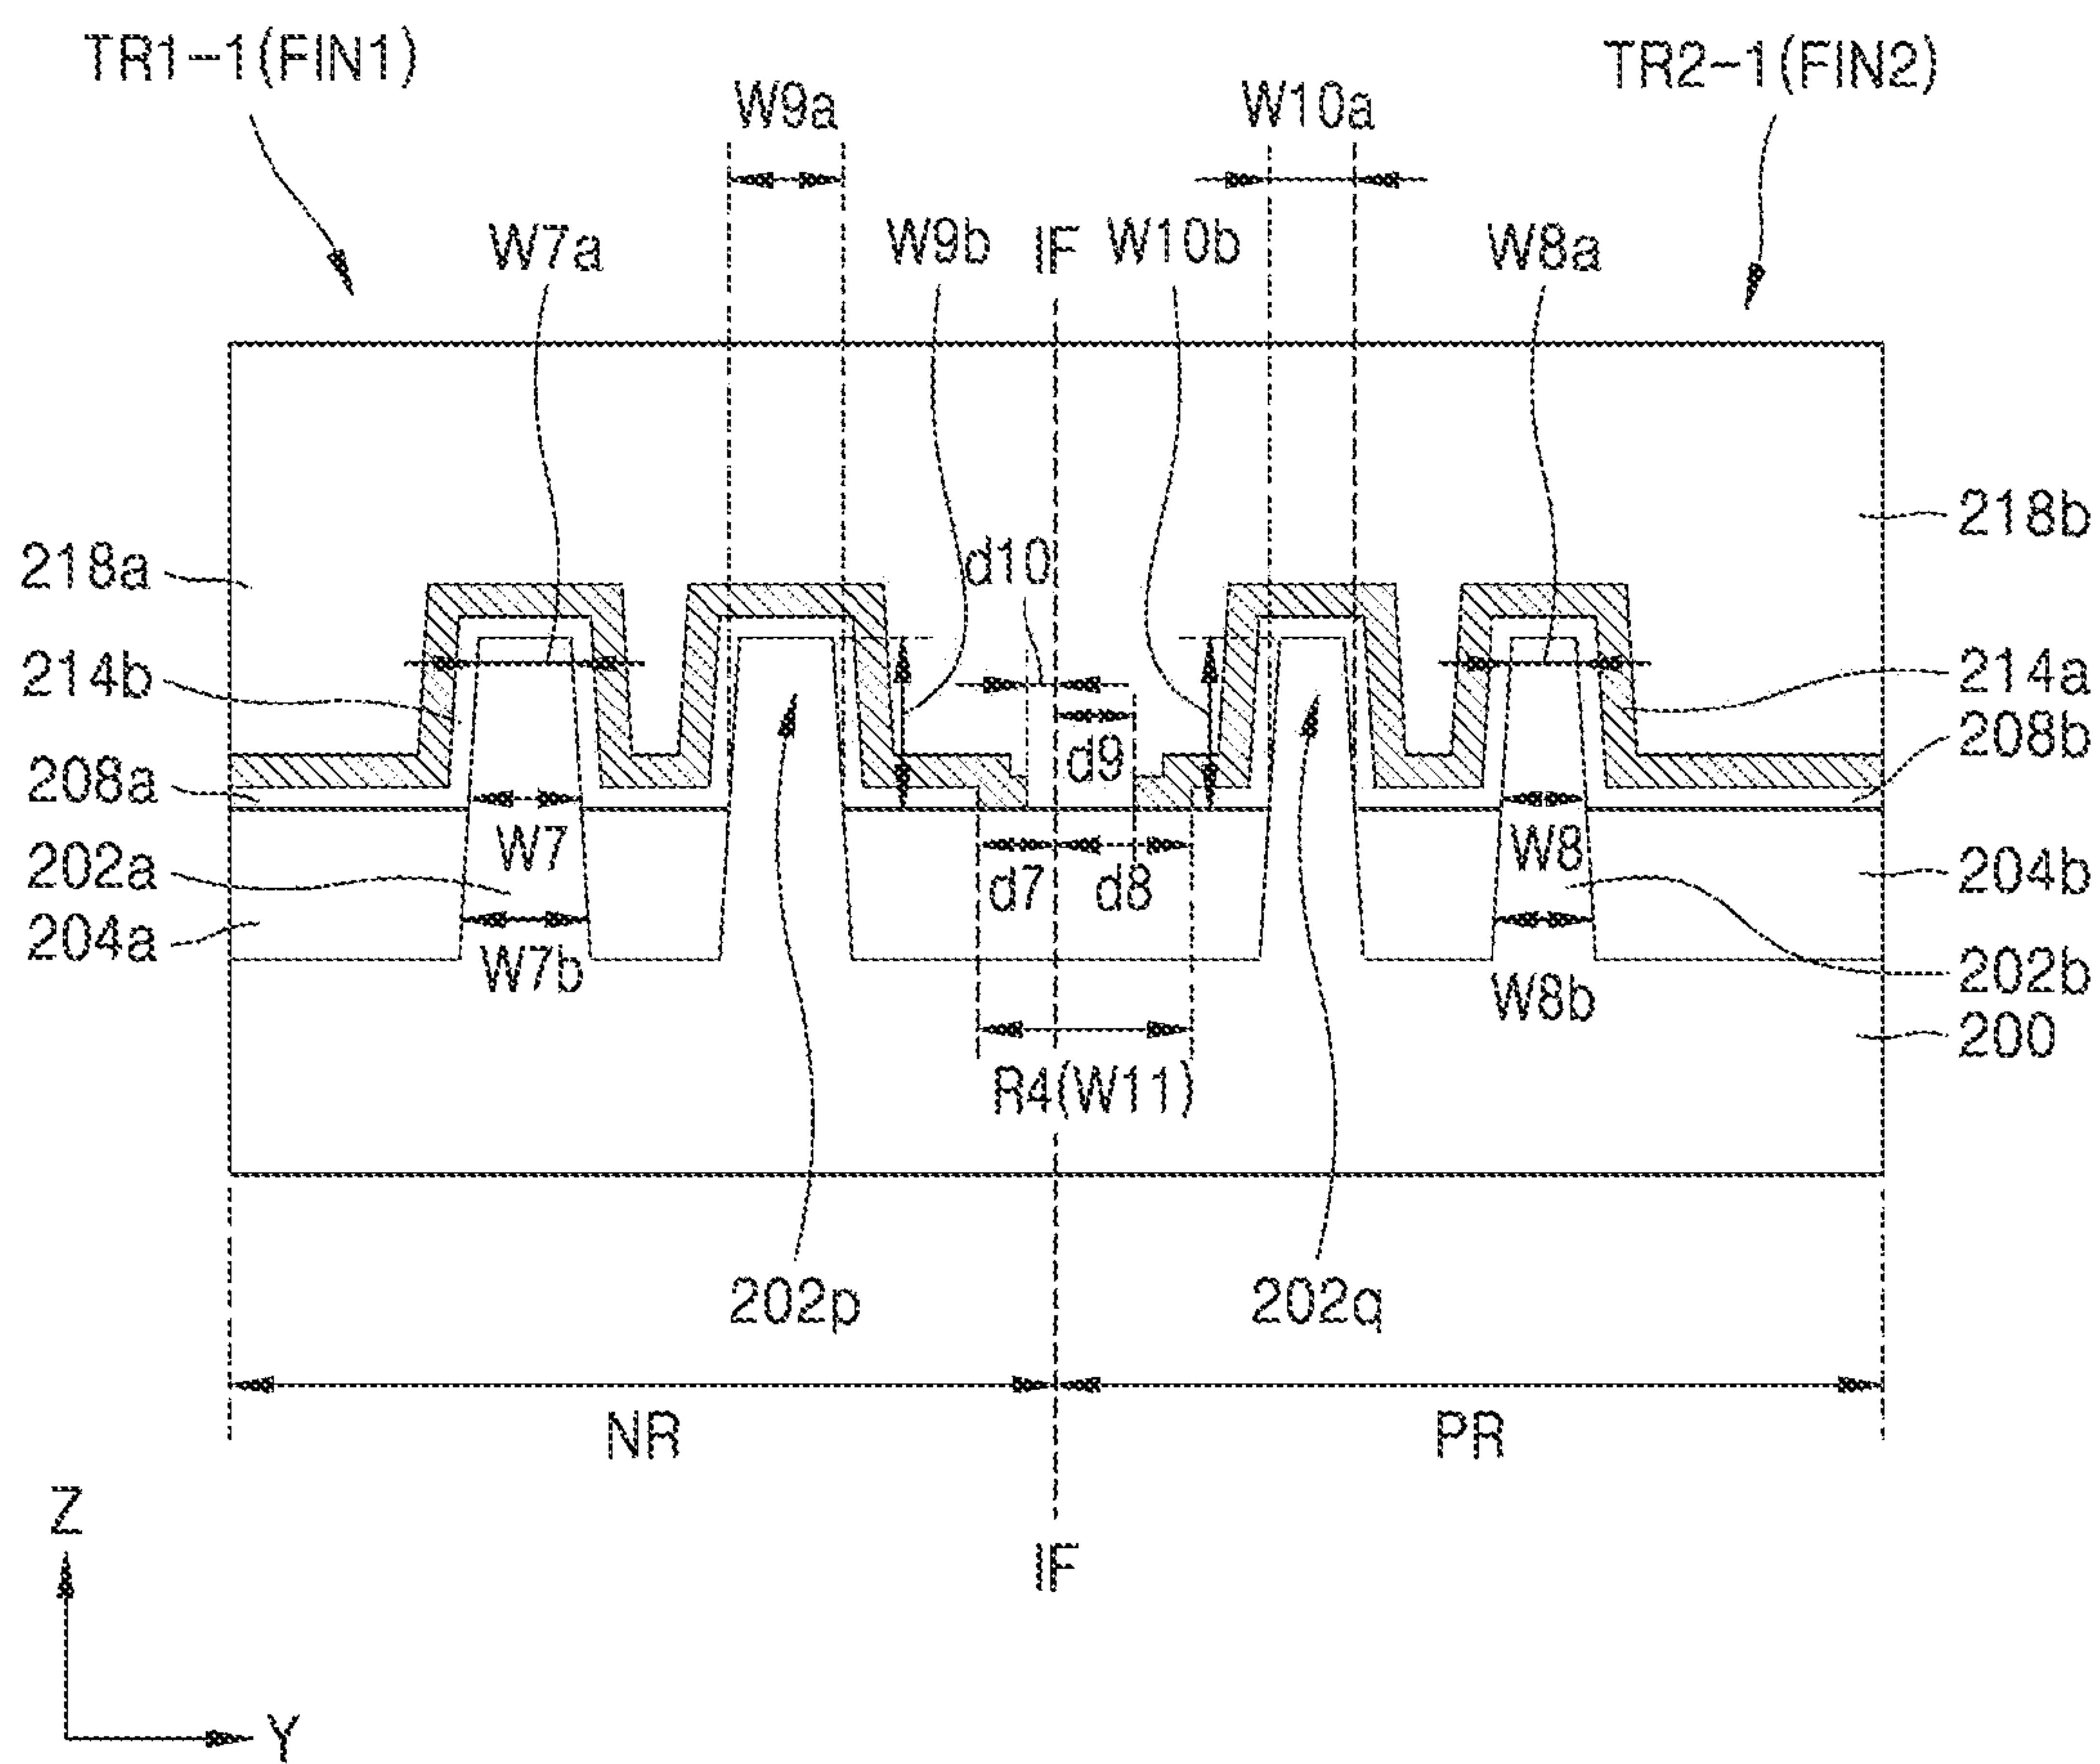 TR1-1(FIN1)
TR2-1(FIN2)
W9a
W10a
W7a
W9b
IF
W10b
W8a
218b
218a
d10
214b
214a
208b
d9
208a
W7
W8
202a
d7
d8
204b
204a
W7b
202b
W8b
200
R4(W11)
202p
202q
NR
PR
Z
IF
Y